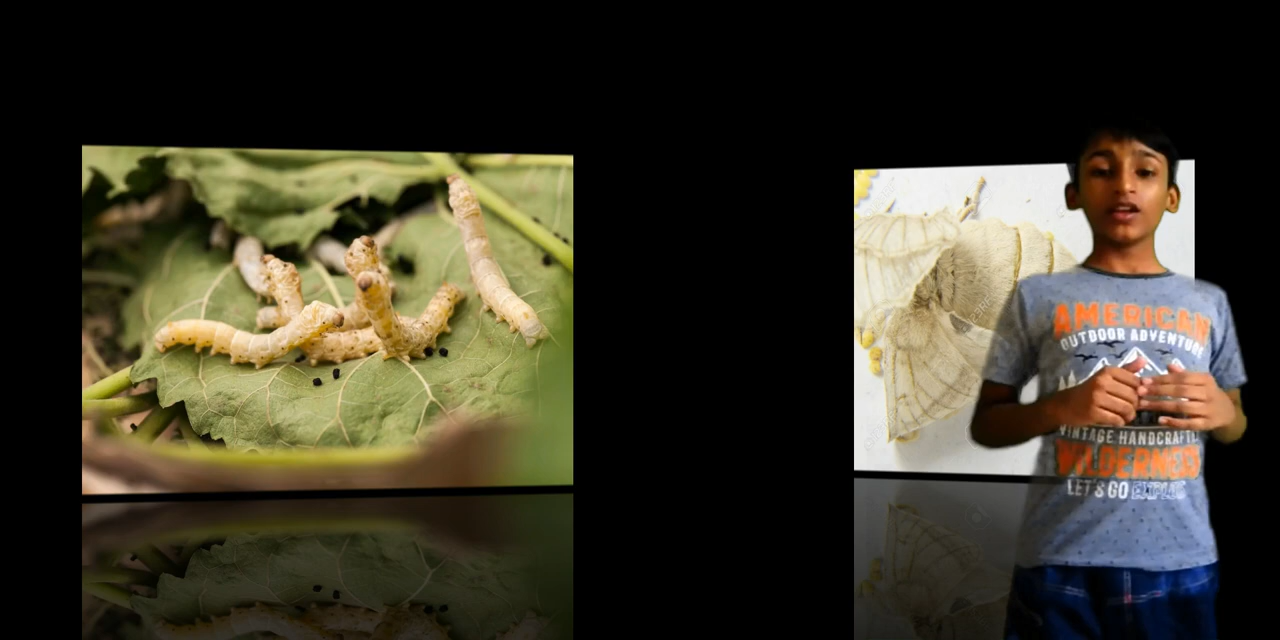 AMERICAN
OUTDOOR ADVENTURE
VINTAGE HANDCRAFTED
WILDERNESS
LET'S GO